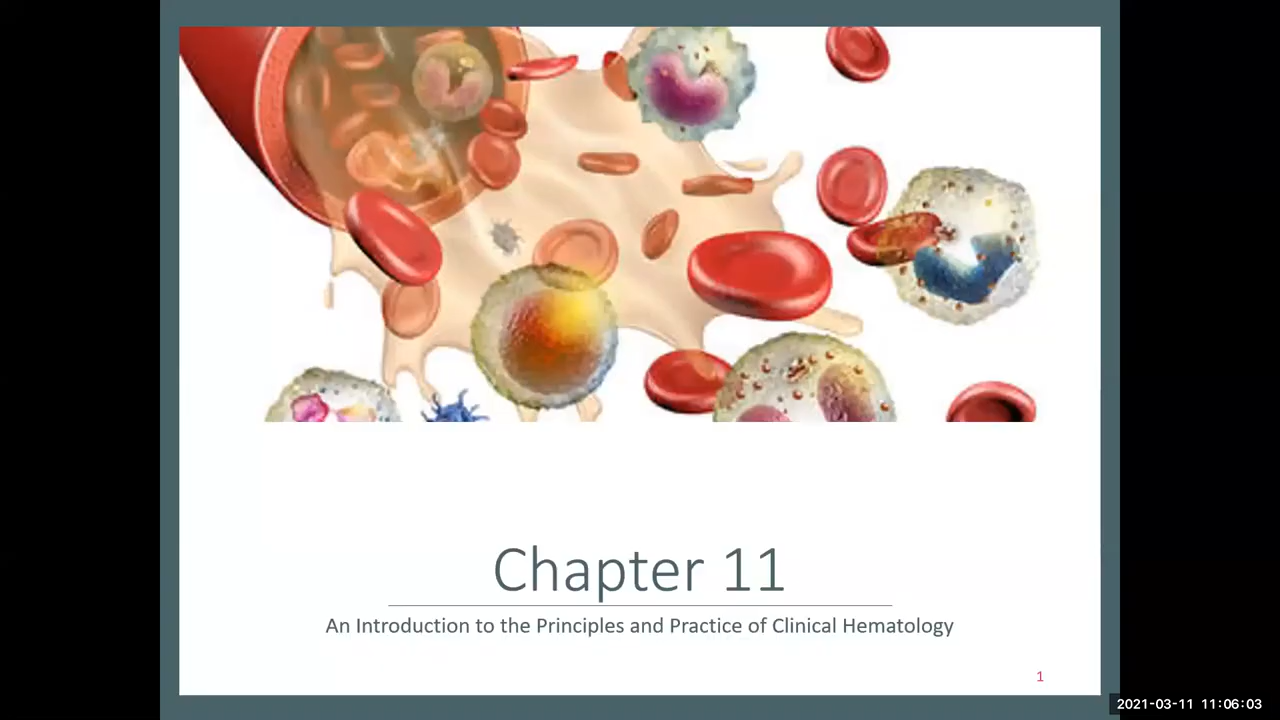 Chapter 11
An Introduction to the Principles and Practice of Clinical Hematology
1
2021-03-11 11:06:03